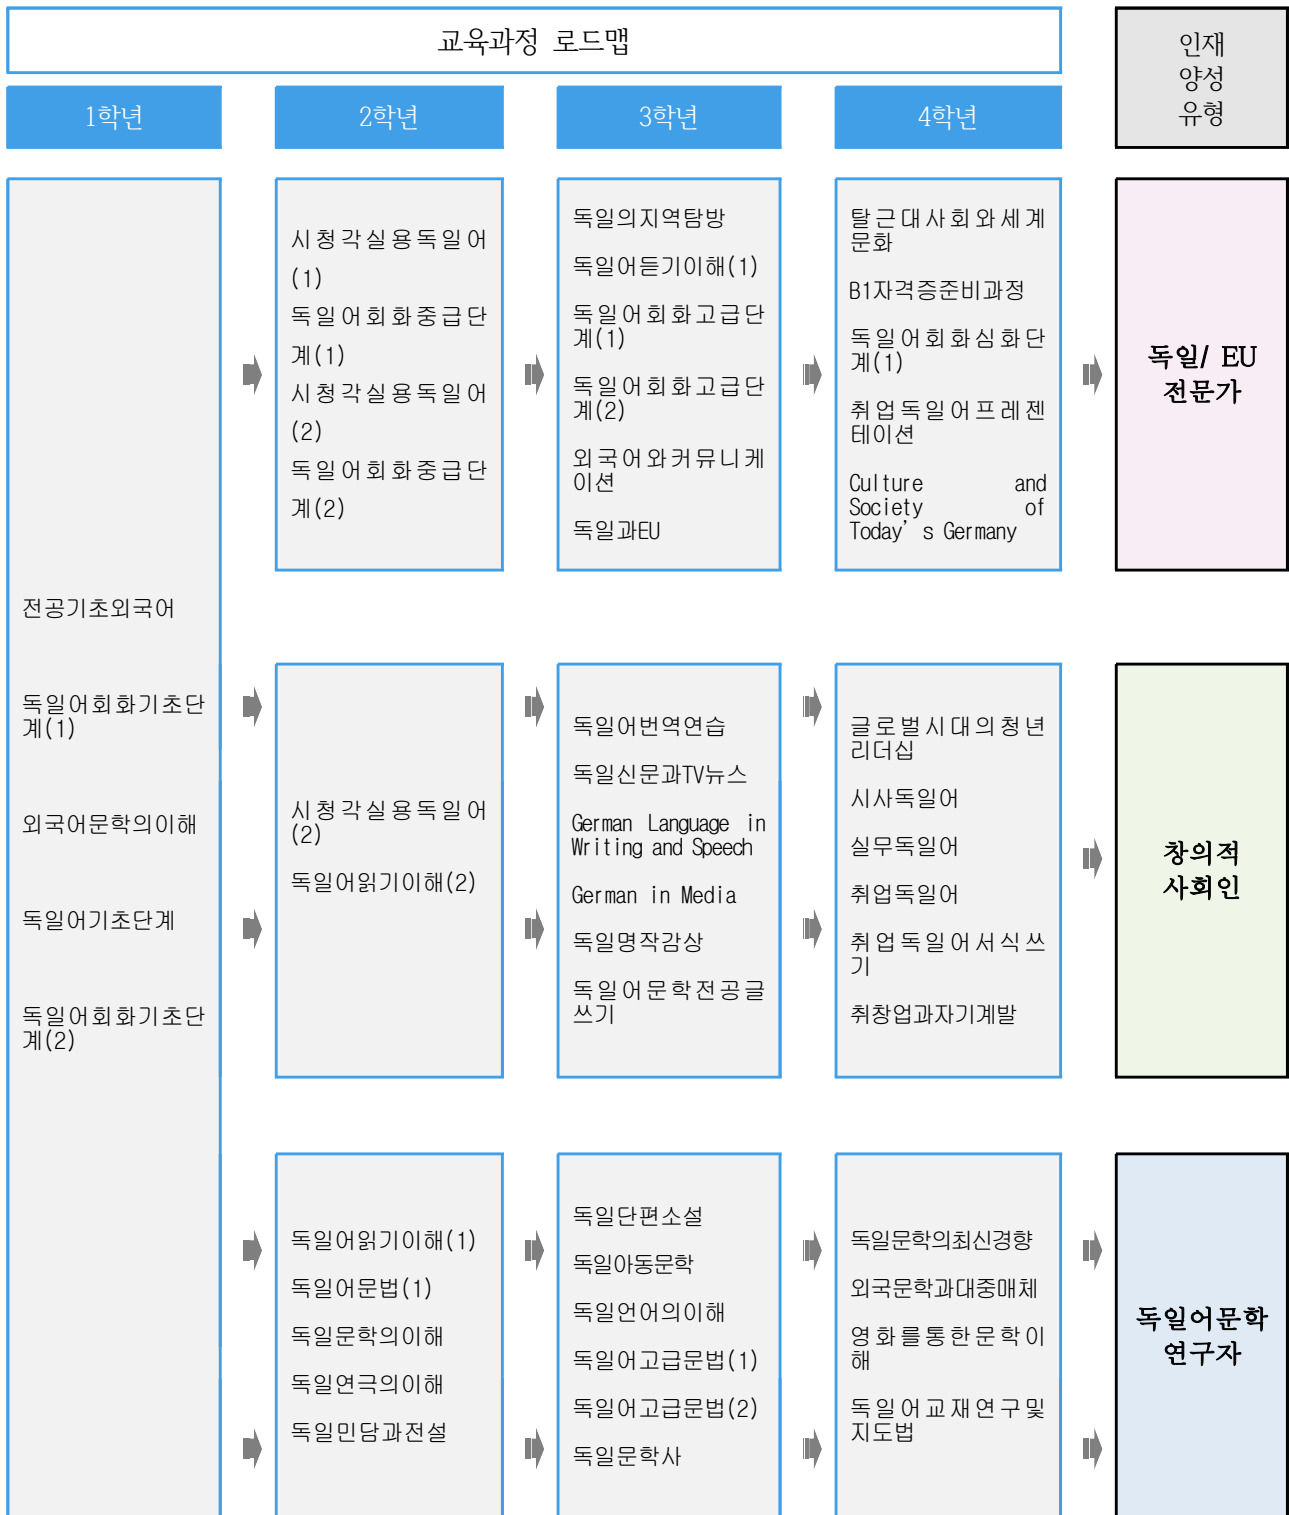 교육과정 로드맵
인재
양성
유형
1학년
2학년
3학년
4학년
전공기초외국어
독일어회화기초단
계(1)
외국어문학의이해
독일어기초단계
독일어회화기초단
계(2)
시청각실용독일어
(1)
독일어회화중급단
계(1)
시청각실용독일어
(2)
독일어회화중급단
계(2)
독일의지역탐방
독일어듣기이해(1)
독일어회화고급단
계(1)
독일어회화고급단
계(2)
외국어와커뮤니케
이션
독일과EU
탈근대사회와세계
문화
B1자격증준비과정
독일어회화심화단
계(1)
취업독일어프레젠
테이션
Culture and
Society of
Today’s Germany
독일/ EU
전문가
시청각실용독일어
(2)
독일어읽기이해(2)
독일어번역연습
독일신문과TV뉴스
German Language in
Writing and Speech
German in Media
독일명작감상
독일어문학전공글
쓰기
글로벌시대의청년
리더십
시사독일어
실무독일어
취업독일어
취업독일어서식쓰
기
취창업과자기계발
창의적
사회인
독일어읽기이해(1)
독일어문법(1)
독일문학의이해
독일연극의이해
독일민담과전설
독일단편소설
독일아동문학
독일언어의이해
독일어고급문법(1)
독일어고급문법(2)
독일문학사
독일문학의최신경향
외국문학과대중매체
영화를통한문학이
해
독일어교재연구및
지도법
독일어문학
연구자